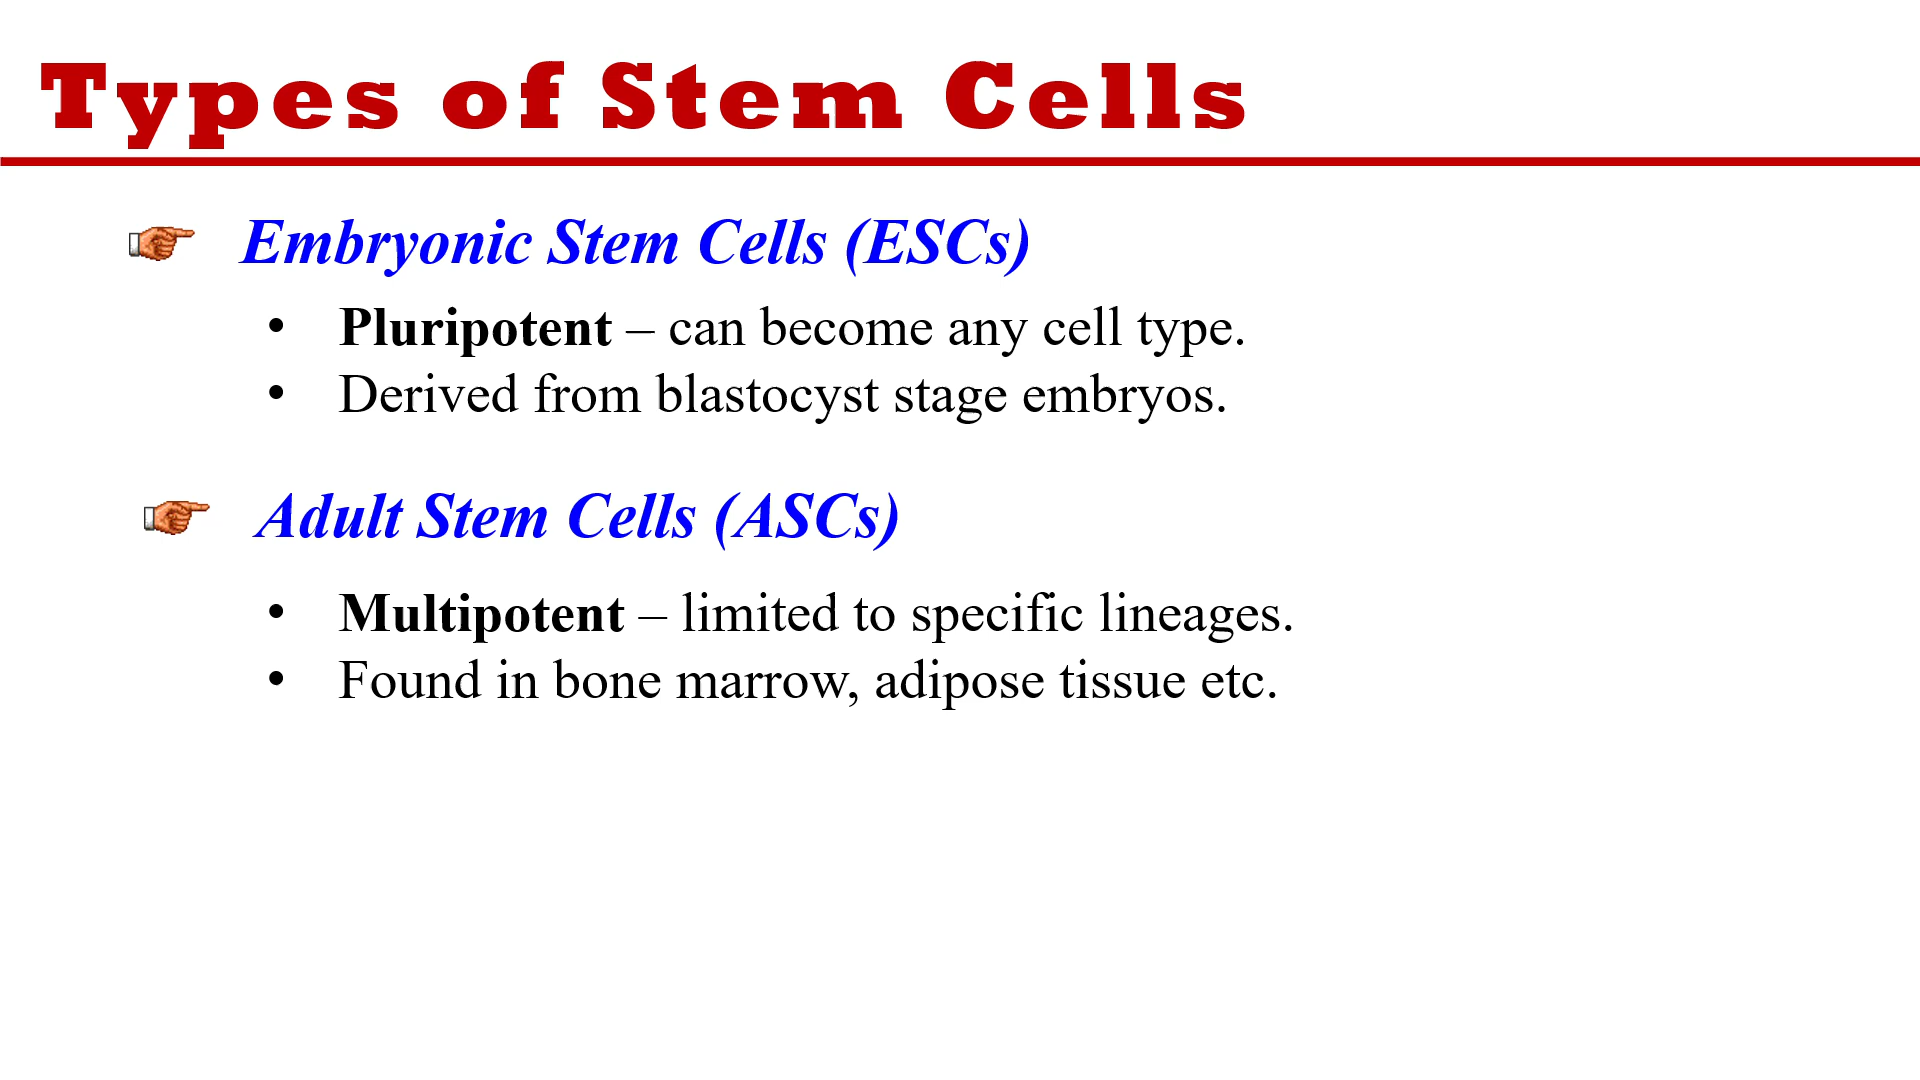 Types of Stem Cells
Embryonic Stem Cells (ESCs)
• Pluripotent – can become any cell type.
• Derived from blastocyst stage embryos.
Adult Stem Cells (ASCs)
• Multipotent – limited to specific lineages.
• Found in bone marrow, adipose tissue etc.